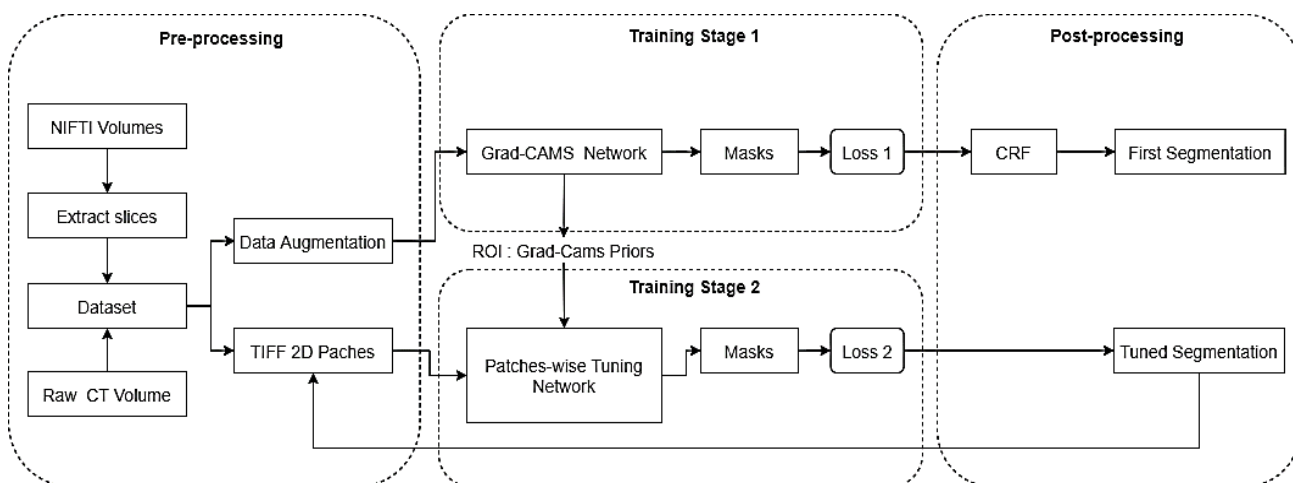 Pre-processing
Training Stage 1
Post-processing
NIFTI Volumes
Extract slices
Dataset
Raw CT Volume
Data Augmentation
TIFF 2D Paches
Grad-CAMS Network
Masks
Loss 1
CRF
First Segmentation
ROI : Grad-Cams Priors
Training Stage 2
Patches-wise Tuning
Network
Masks
Loss 2
Tuned Segmentation